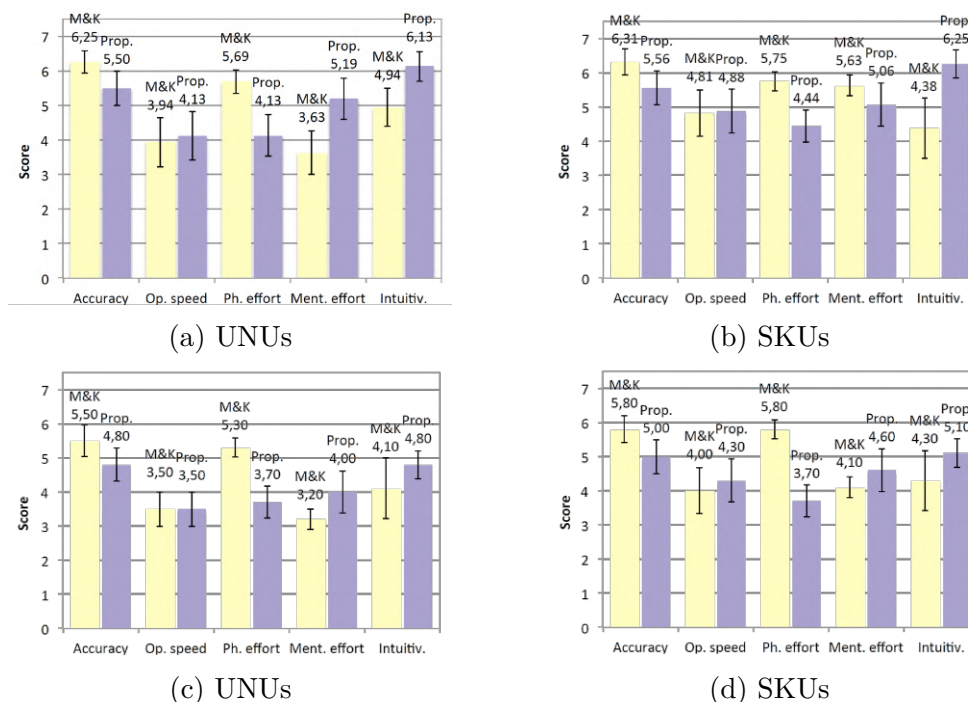 M&K 6,25 Prop. 5,50 M&K 3,94 Prop. 4,13 M&K 5,69 Prop. 4,13 M&K 3,63 Prop. 5,19 M&K 4,94 Prop. 6,13
7
6
5
4
3
2
1
0
Score
Accuracy Op. speed Ph. effort Ment. effort Intuitiv.
(a) UNUs
M&K 6,31 Prop. 5,56 M&K 4,81 Prop. 4,88 M&K 5,75 Prop. 4,44 M&K 5,63 Prop. 5,06 M&K 4,38 Prop. 6,25
7
6
5
4
3
2
1
0
Score
Accuracy Op. speed Ph. effort Ment. effort Intuitiv.
(b) SKUs
M&K 5,50 Prop. 4,80 M&K 3,50 Prop. 3,50 M&K 5,30 Prop. 3,70 M&K 3,20 Prop. 4,00 M&K 4,10 Prop. 4,80
7
6
5
4
3
2
1
0
Score
Accuracy Op. speed Ph. effort Ment. effort Intuitiv.
(c) UNUs
M&K 5,80 Prop. 5,00 M&K 4,00 Prop. 4,30 M&K 5,80 Prop. 3,70 M&K 4,10 Prop. 4,60 M&K 4,30 Prop. 5,10
7
6
5
4
3
2
1
0
Score
Accuracy Op. speed Ph. effort Ment. effort Intuitiv.
(d) SKUs